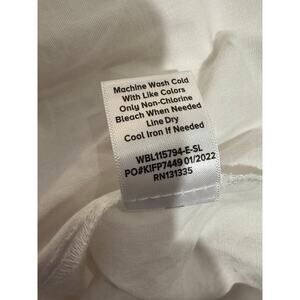 Machine Wash Cold
With Like Colors
Only Non-Chlorine
Bleach When Needed
Line Dry
Cool Iron If Needed
WBL115794-E-SL
PO#KIFP7449 01/2022
RN131335